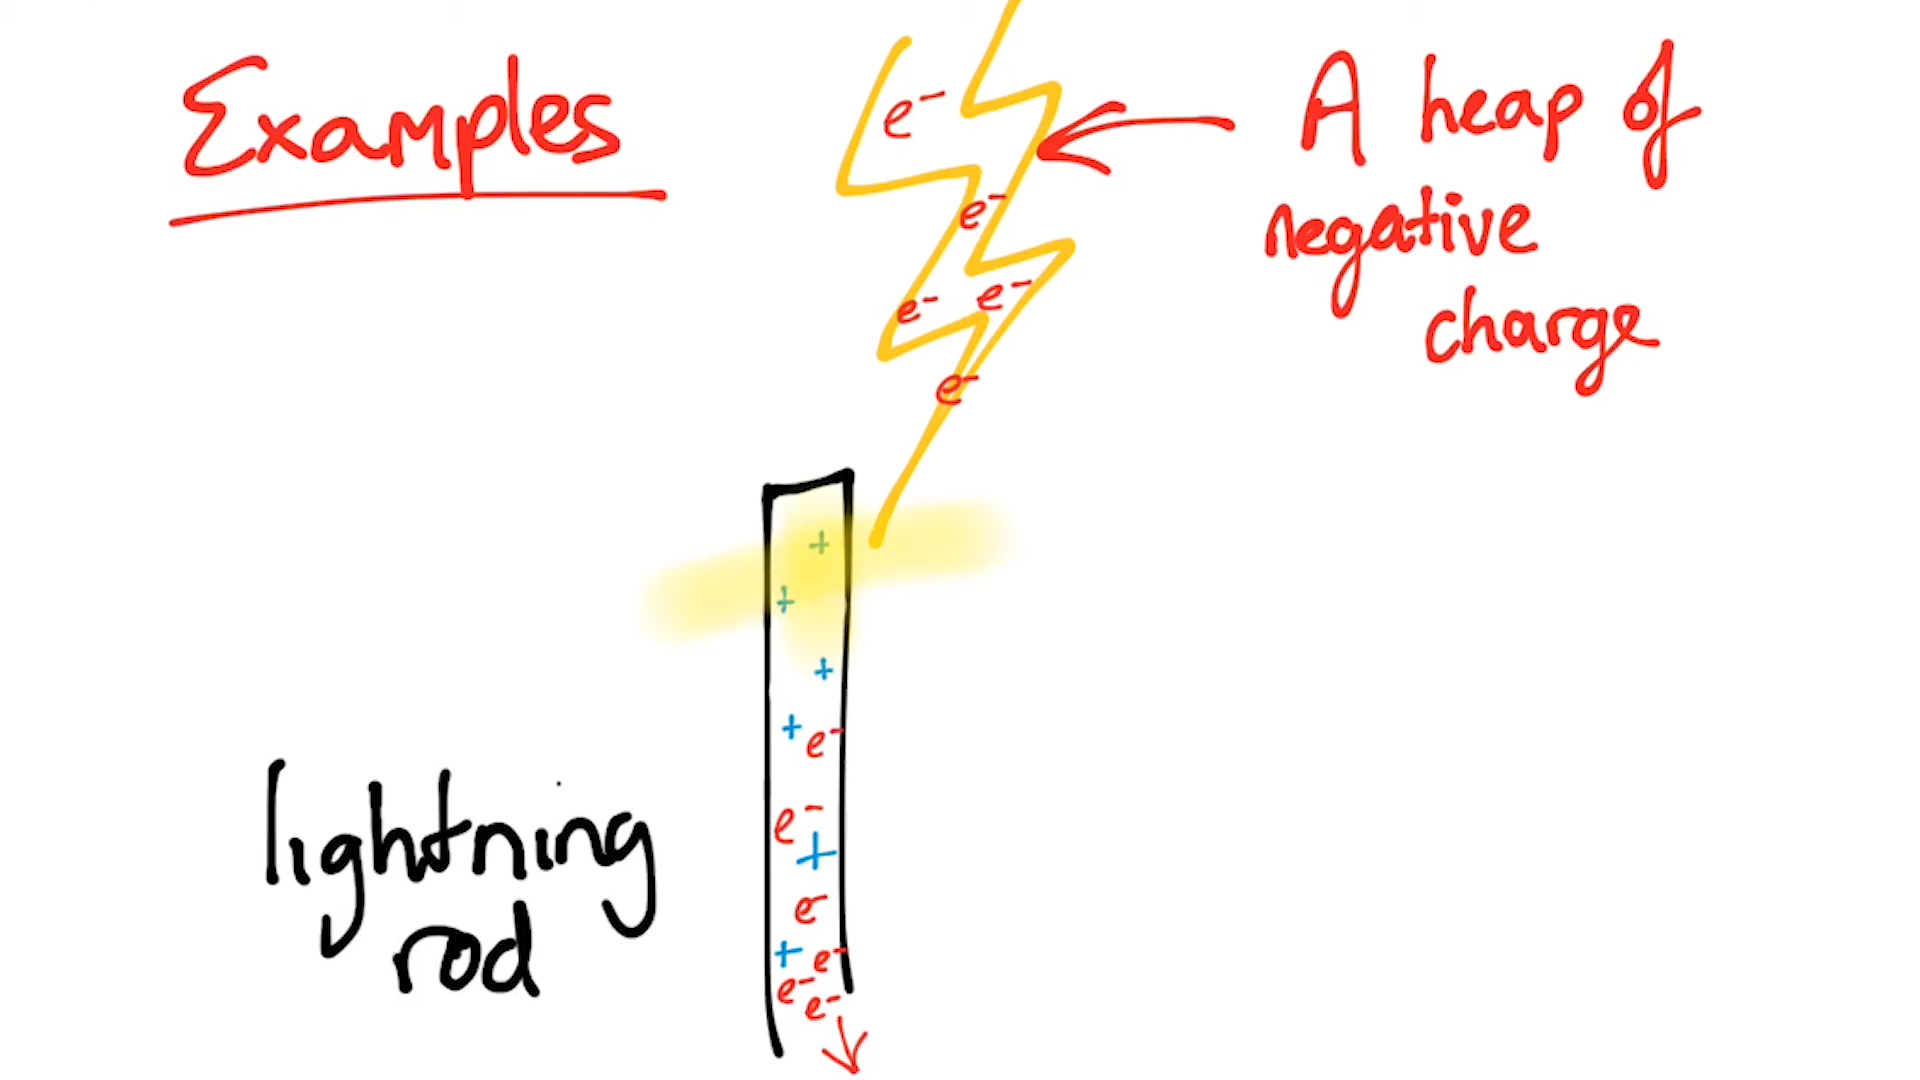 Examples
A heap of
negative
charge
e⁻
e⁻
e⁻ e⁻
e⁻
+
+
+
+ e⁻
e⁻
+
e⁻
+ e⁻
e⁻
e⁻
lightning
rod